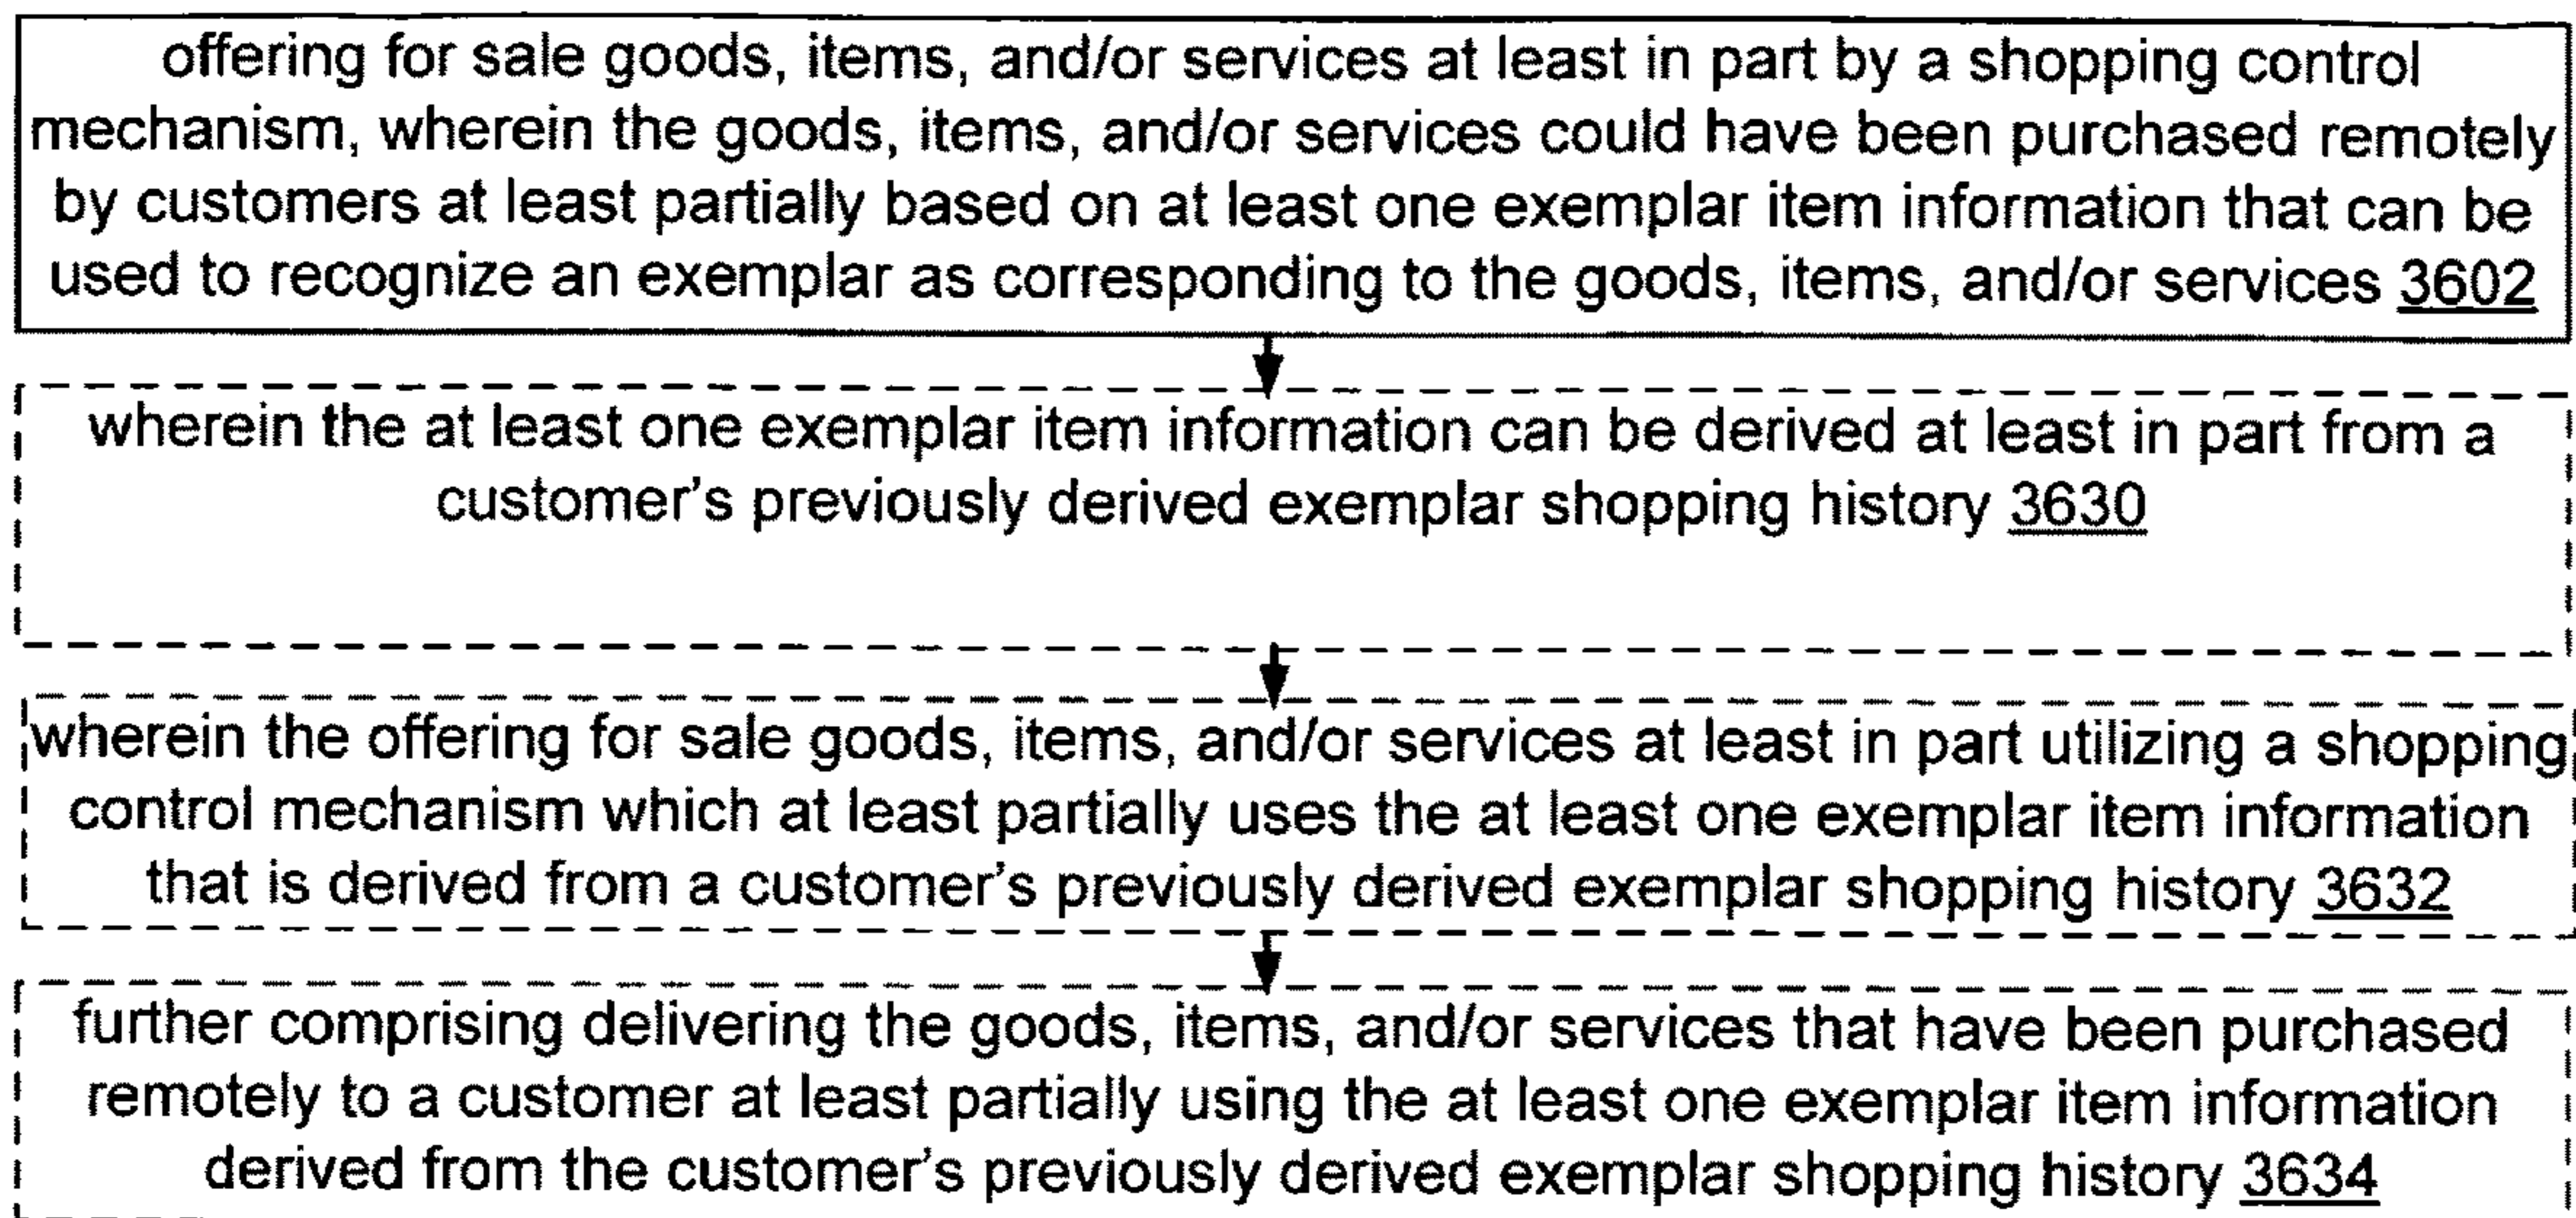 offering for sale goods, items, and/or services at least in part by a shopping control
mechanism, wherein the goods, items, and/or services could have been purchased remotely
by customers at least partially based on at least one exemplar item information that can be
used to recognize an exemplar as corresponding to the goods, items, and/or services 3602
wherein the at least one exemplar item information can be derived at least in part from a
customer's previously derived exemplar shopping history 3630
wherein the offering for sale goods, items, and/or services at least in part utilizing a shopping
control mechanism which at least partially uses the at least one exemplar item information
that is derived from a customer's previously derived exemplar shopping history 3632
further comprising delivering the goods, items, and/or services that have been purchased
remotely to a customer at least partially using the at least one exemplar item information
derived from the customer's previously derived exemplar shopping history 3634